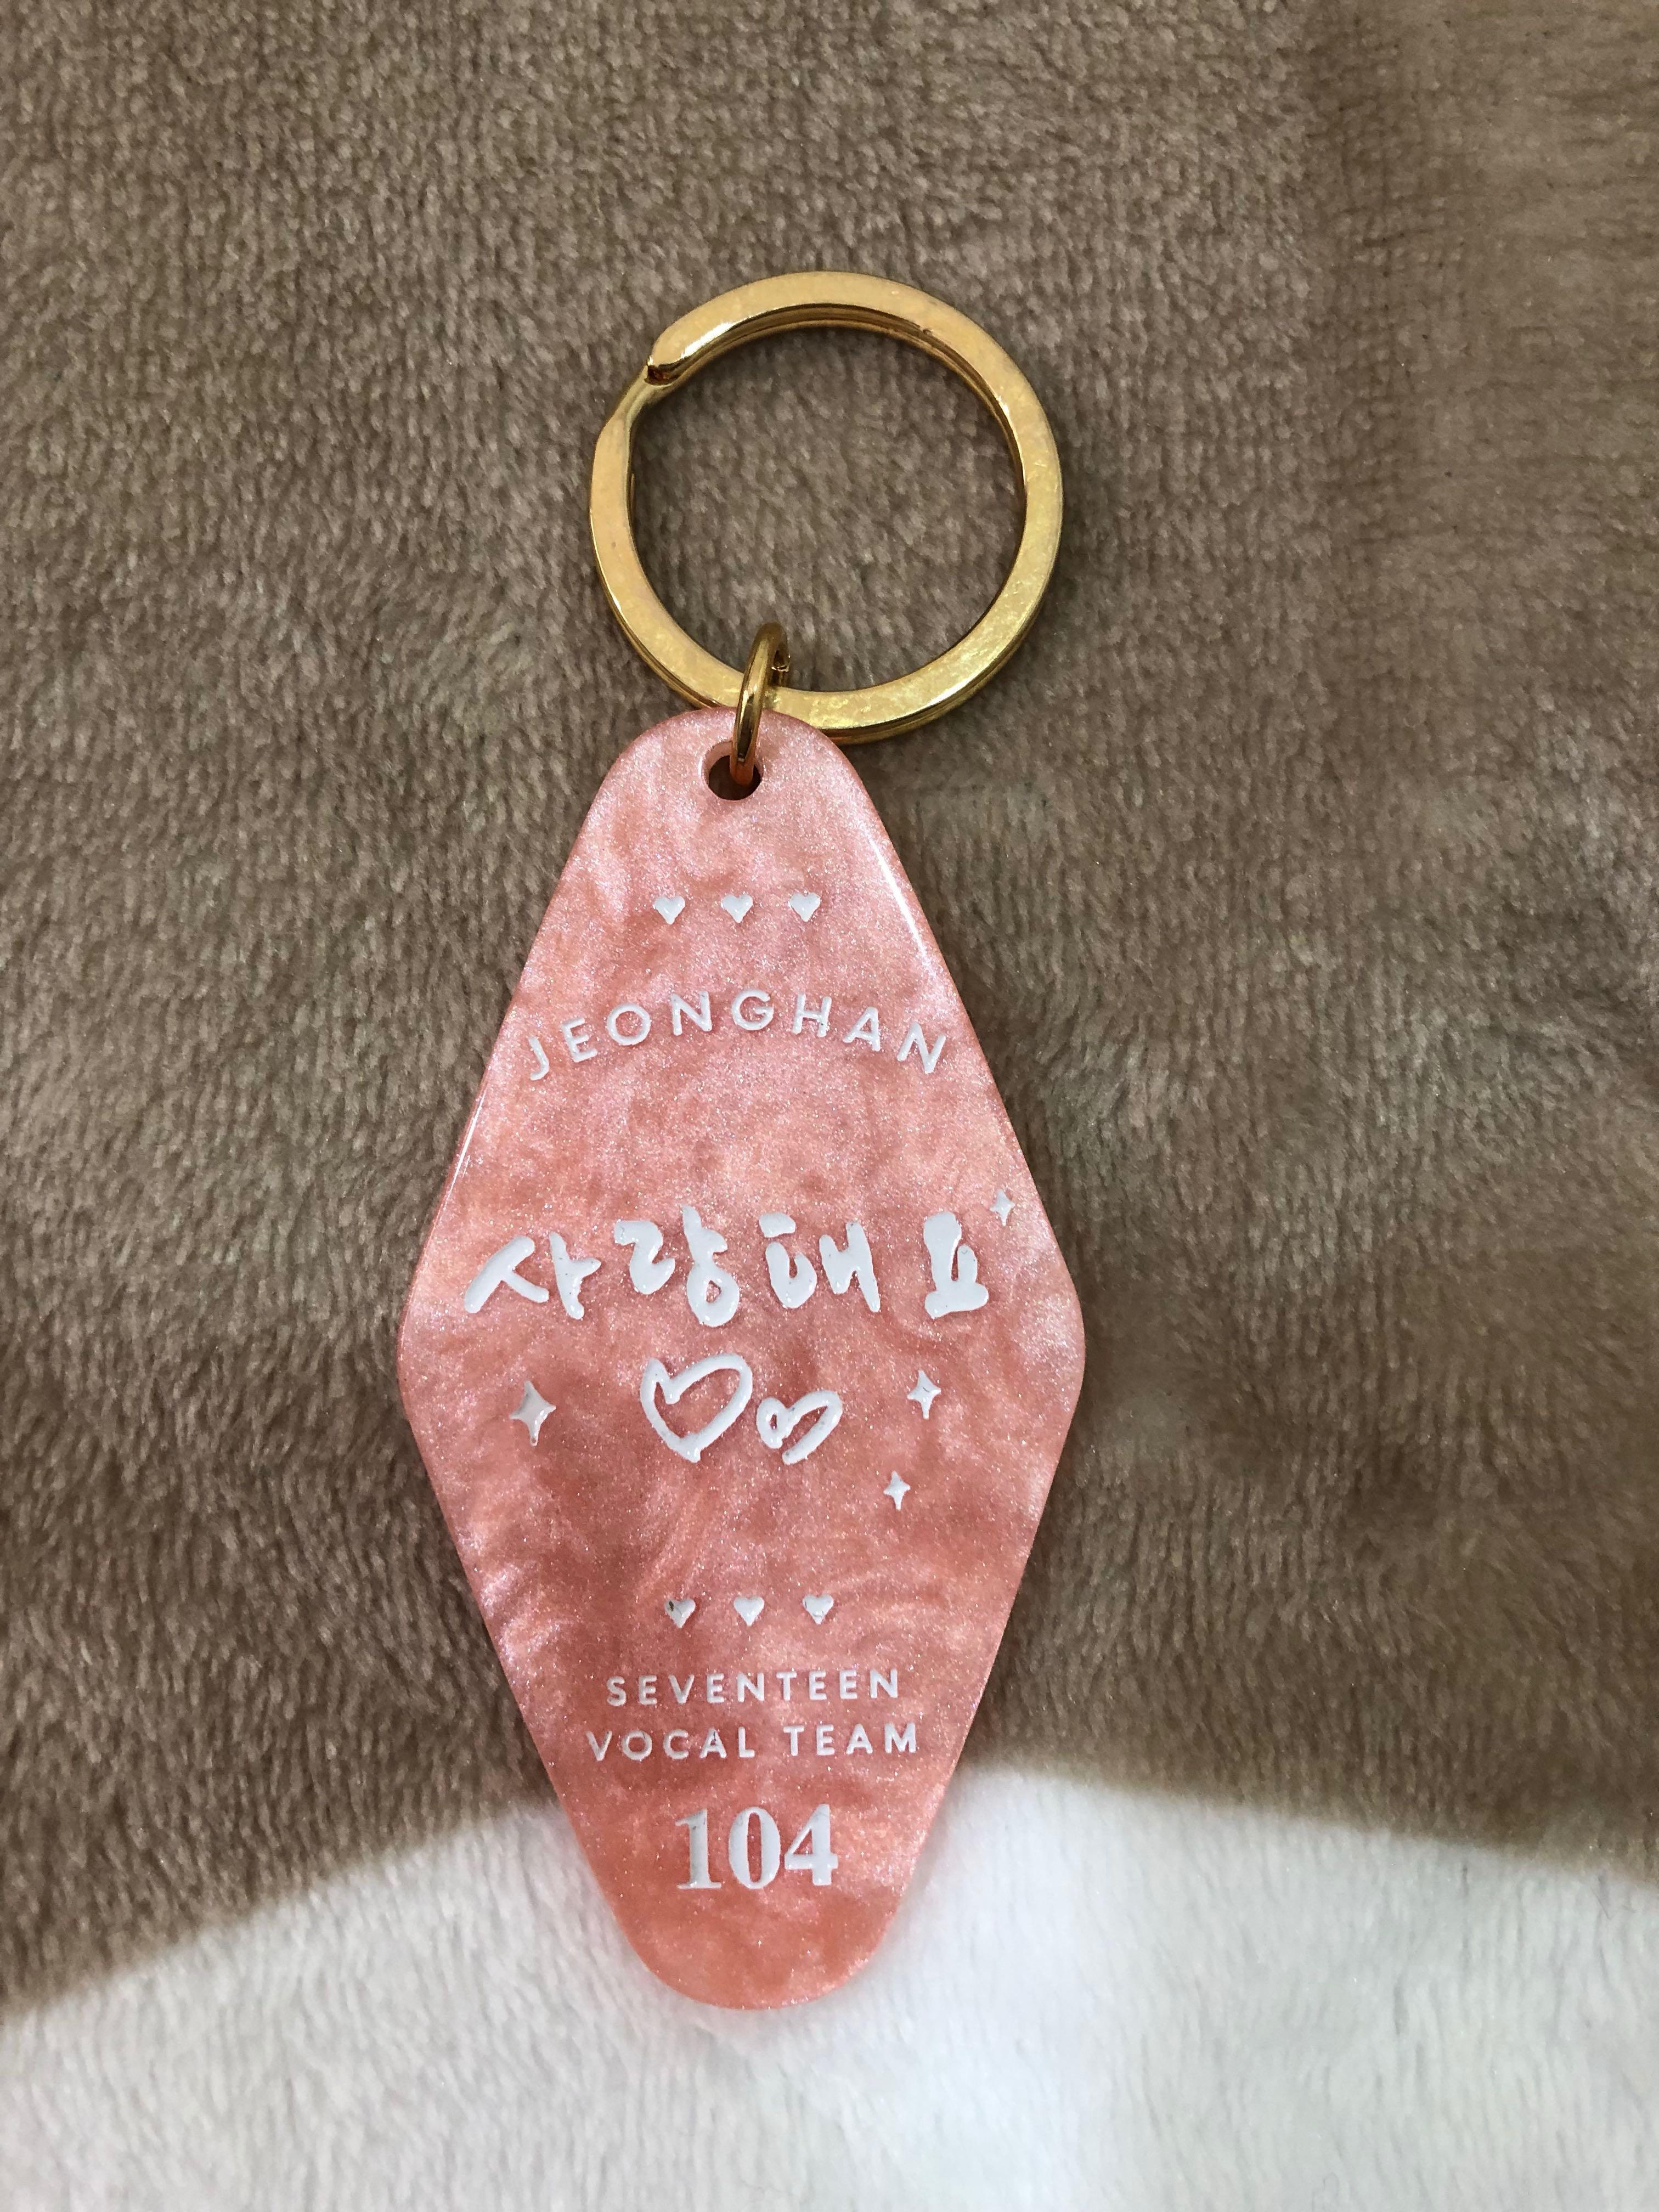 JEONGHAN
사랑해요
SEVENTEEN
VOCAL TEAM
104